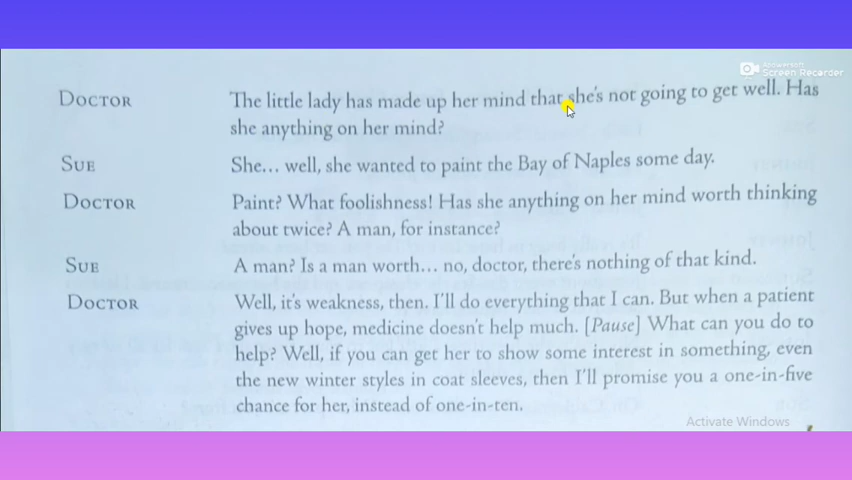 Apowersoft
Screen Recorder
DOCTOR The little lady has made up her mind that she's not going to get well. Has
she anything on her mind?
SUE She... well, she wanted to paint the Bay of Naples some day.
DOCTOR Paint? What foolishness! Has she anything on her mind worth thinking
about twice? A man, for instance?
SUE A man? Is a man worth... no, doctor, there's nothing of that kind.
DOCTOR Well, it's weakness, then. I'll do everything that I can. But when a patient
gives up hope, medicine doesn't help much. [Pause] What can you do to
help? Well, if you can get her to show some interest in something, even
the new winter styles in coat sleeves, then I'll promise you a one-in-five
chance for her, instead of one-in-ten.
Activate Windows